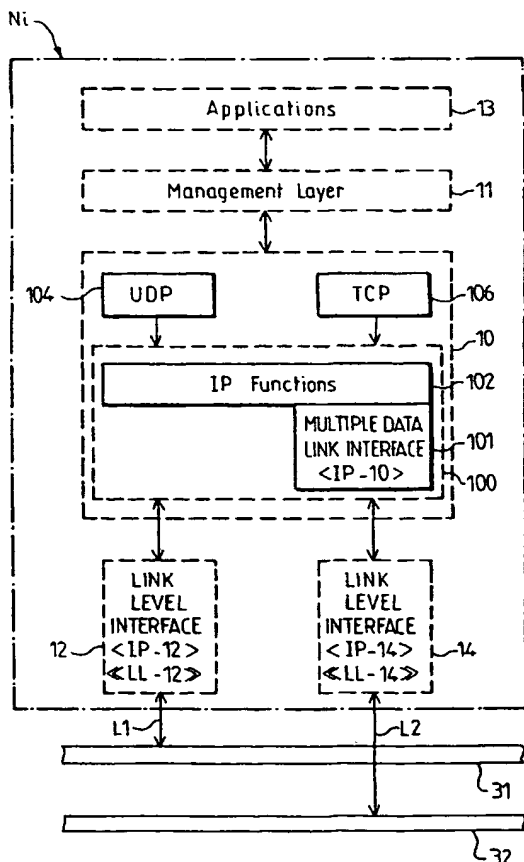 Ni
Applications
13
Management Layer
11
104
UDP
TCP
106
10
IP Functions
102
MULTIPLE DATA
LINK INTERFACE
<IP-10>
101
100
LINK
LEVEL
INTERFACE
<IP-12>
≪LL-12≫
12
LINK
LEVEL
INTERFACE
<IP-14>
≪LL-14≫
14
L1
L2
31
32